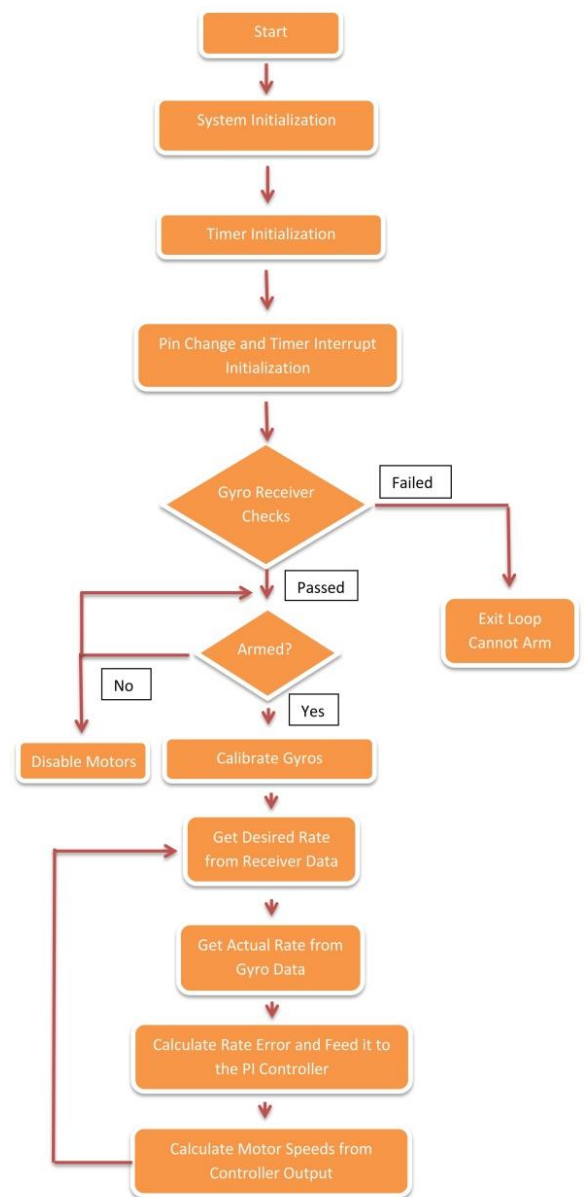 Start
System Initialization
Timer Initialization
Pin Change and Timer Interrupt
Initialization
Gyro Receiver
Checks
Failed
Passed
Exit Loop
Cannot Arm
Armed?
No
Yes
Disable Motors
Calibrate Gyros
Get Desired Rate
from Receiver Data
Get Actual Rate from
Gyro Data
Calculate Rate Error and Feed it to
the PI Controller
Calculate Motor Speeds from
Controller Output